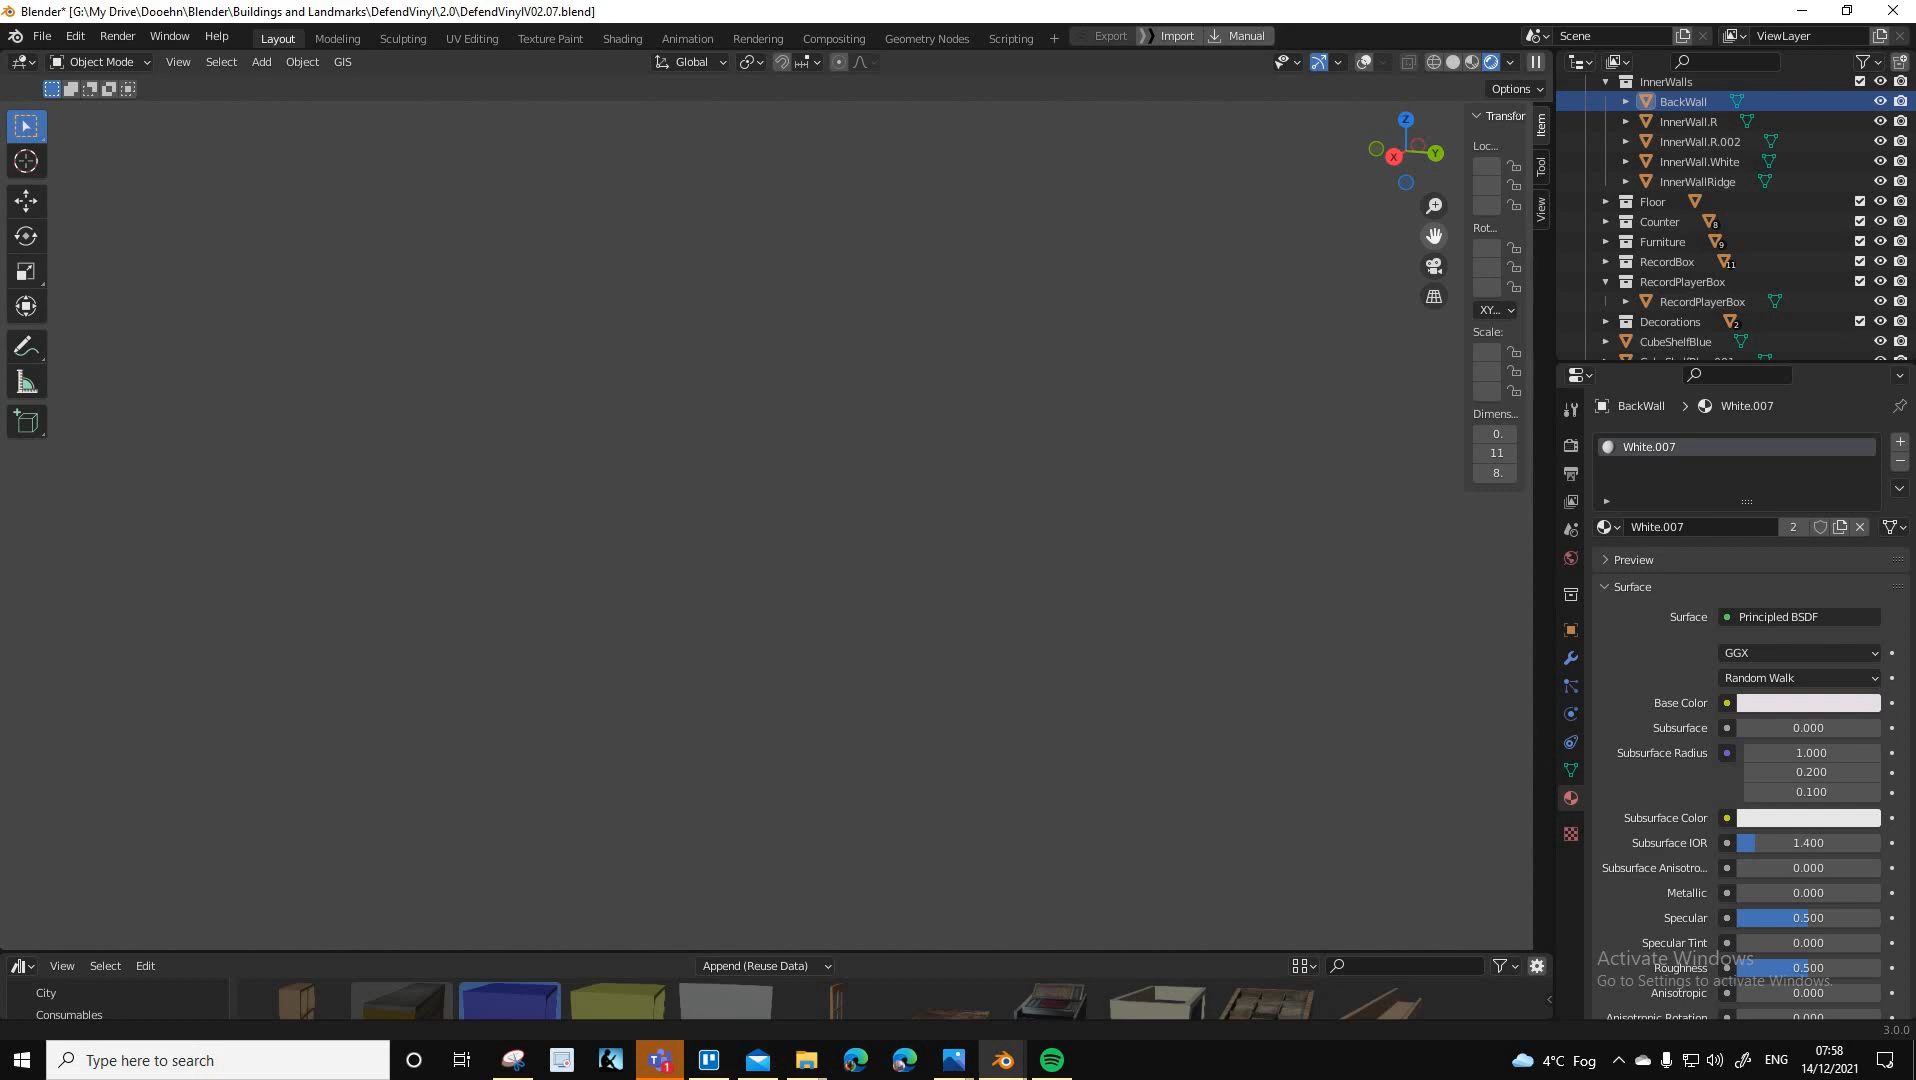 Blender* [G:\My Drive\Dooehn\Blender\Buildings and Landmarks\DefendVinyl\2.0\DefendVinylV02.07.blend]
File Edit Render Window Help Layout Modeling Sculpting UV Editing Texture Paint Shading Animation Rendering Compositing Geometry Nodes Scripting + Export Import Manual Scene ViewLayer
Object Mode View Select Add Object GIS Global
Options
Transfor
Loc...
Rot...
XY...
Scale:
Dimens...
0.
11
8.
Item
Tool
View
Z
Y
X
InnerWalls
BackWall
InnerWall.R
InnerWall.R.002
InnerWall.White
InnerWallRidge
Floor
Counter 8
Furniture 9
RecordBox 11
RecordPlayerBox
RecordPlayerBox
Decorations 2
CubeShelfBlue
BackWall > White.007
White.007
White.007 2
Preview
Surface
Surface Principled BSDF
GGX
Random Walk
Base Color
Subsurface 0.000
Subsurface Radius 1.000
0.200
0.100
Subsurface Color
Subsurface IOR 1.400
Subsurface Anisotro... 0.000
Metallic 0.000
Specular 0.500
Specular Tint 0.000
Activate Windows
Roughness 0.500
Go to Settings to activate Windows.
Anisotropic 0.000
Anisotropic Rotation 0.000
View Select Edit Append (Reuse Data)
City
Consumables
3.0.0
Type here to search
1
4°C Fog
ENG
07:58
14/12/2021